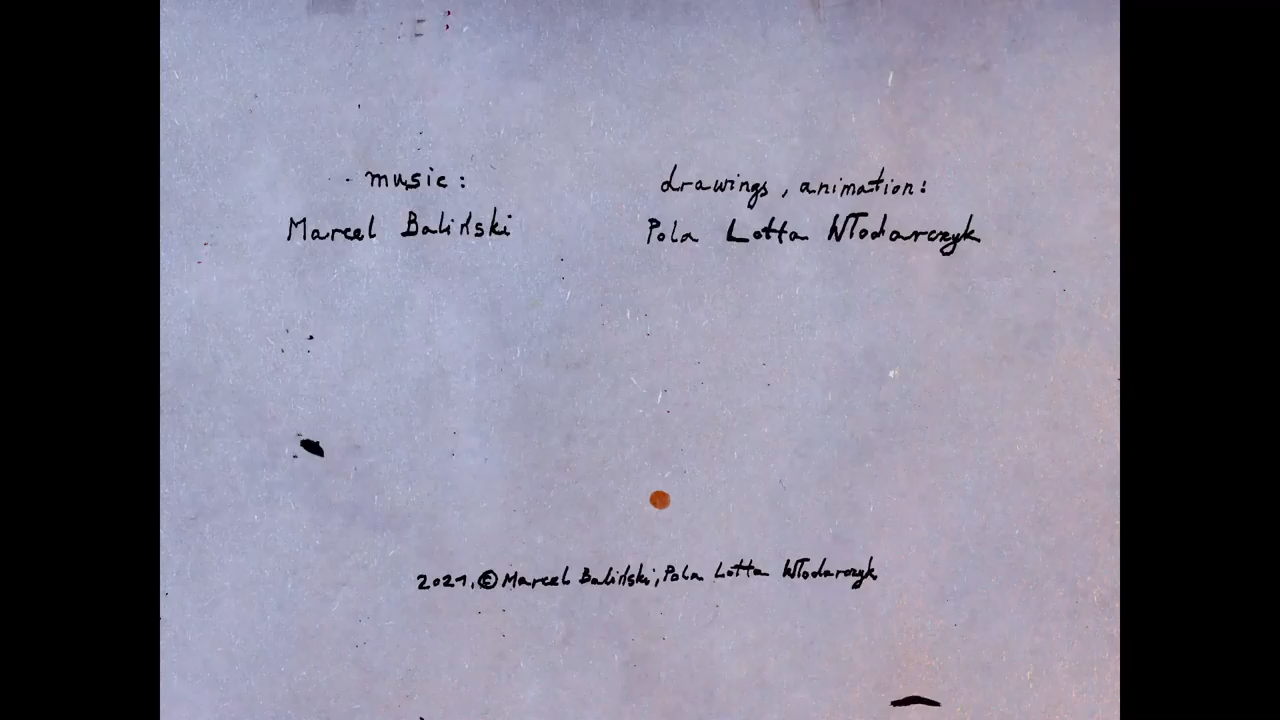 music:
Marcel Baliński
drawings, animation:
Pola Lotta Włodarczyk
2021, © Marcel Baliński, Pola Lotta Włodarczyk